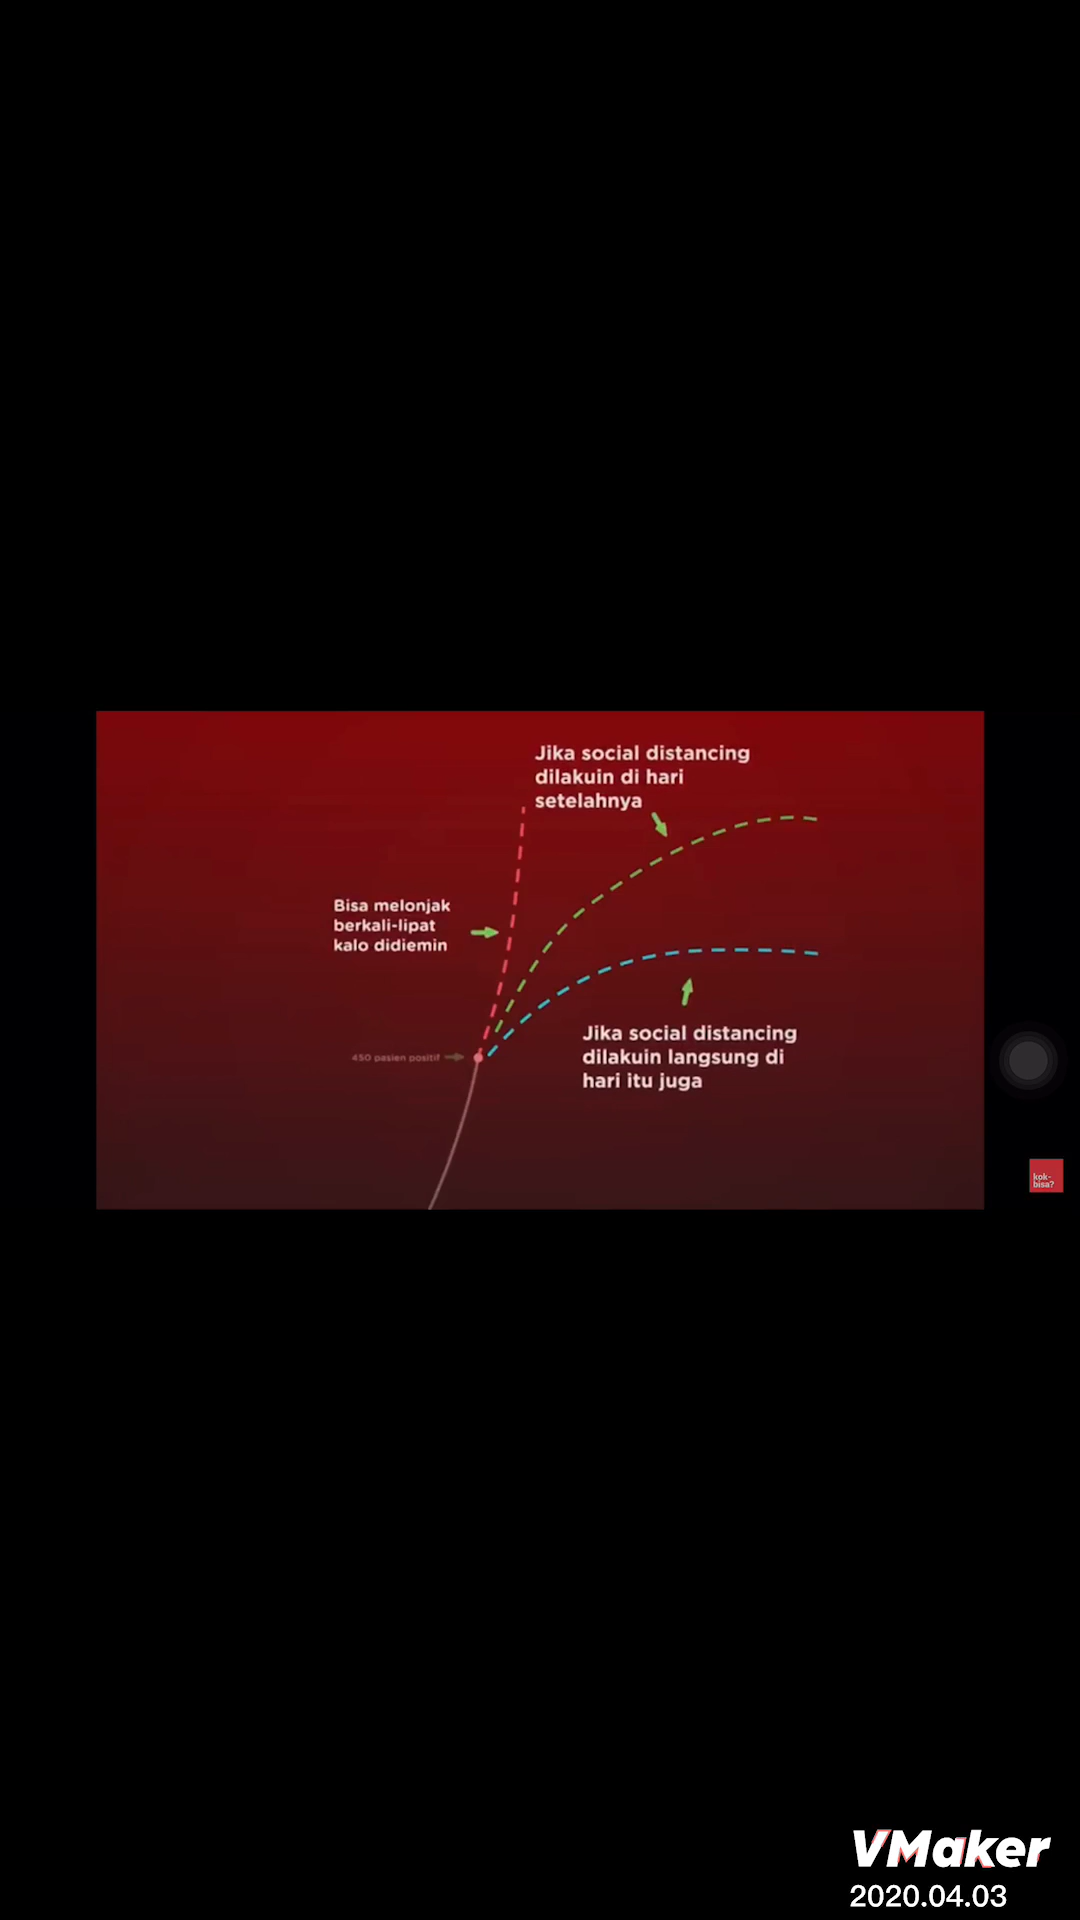 Jika social distancing
dilakuin di hari
setelahnya
Bisa melonjak
berkali-lipat
kalo didiemin
Jika social distancing
dilakuin langsung di
hari itu juga
450 pasien positif
kok-
bisa?
VMaker
2020.04.03